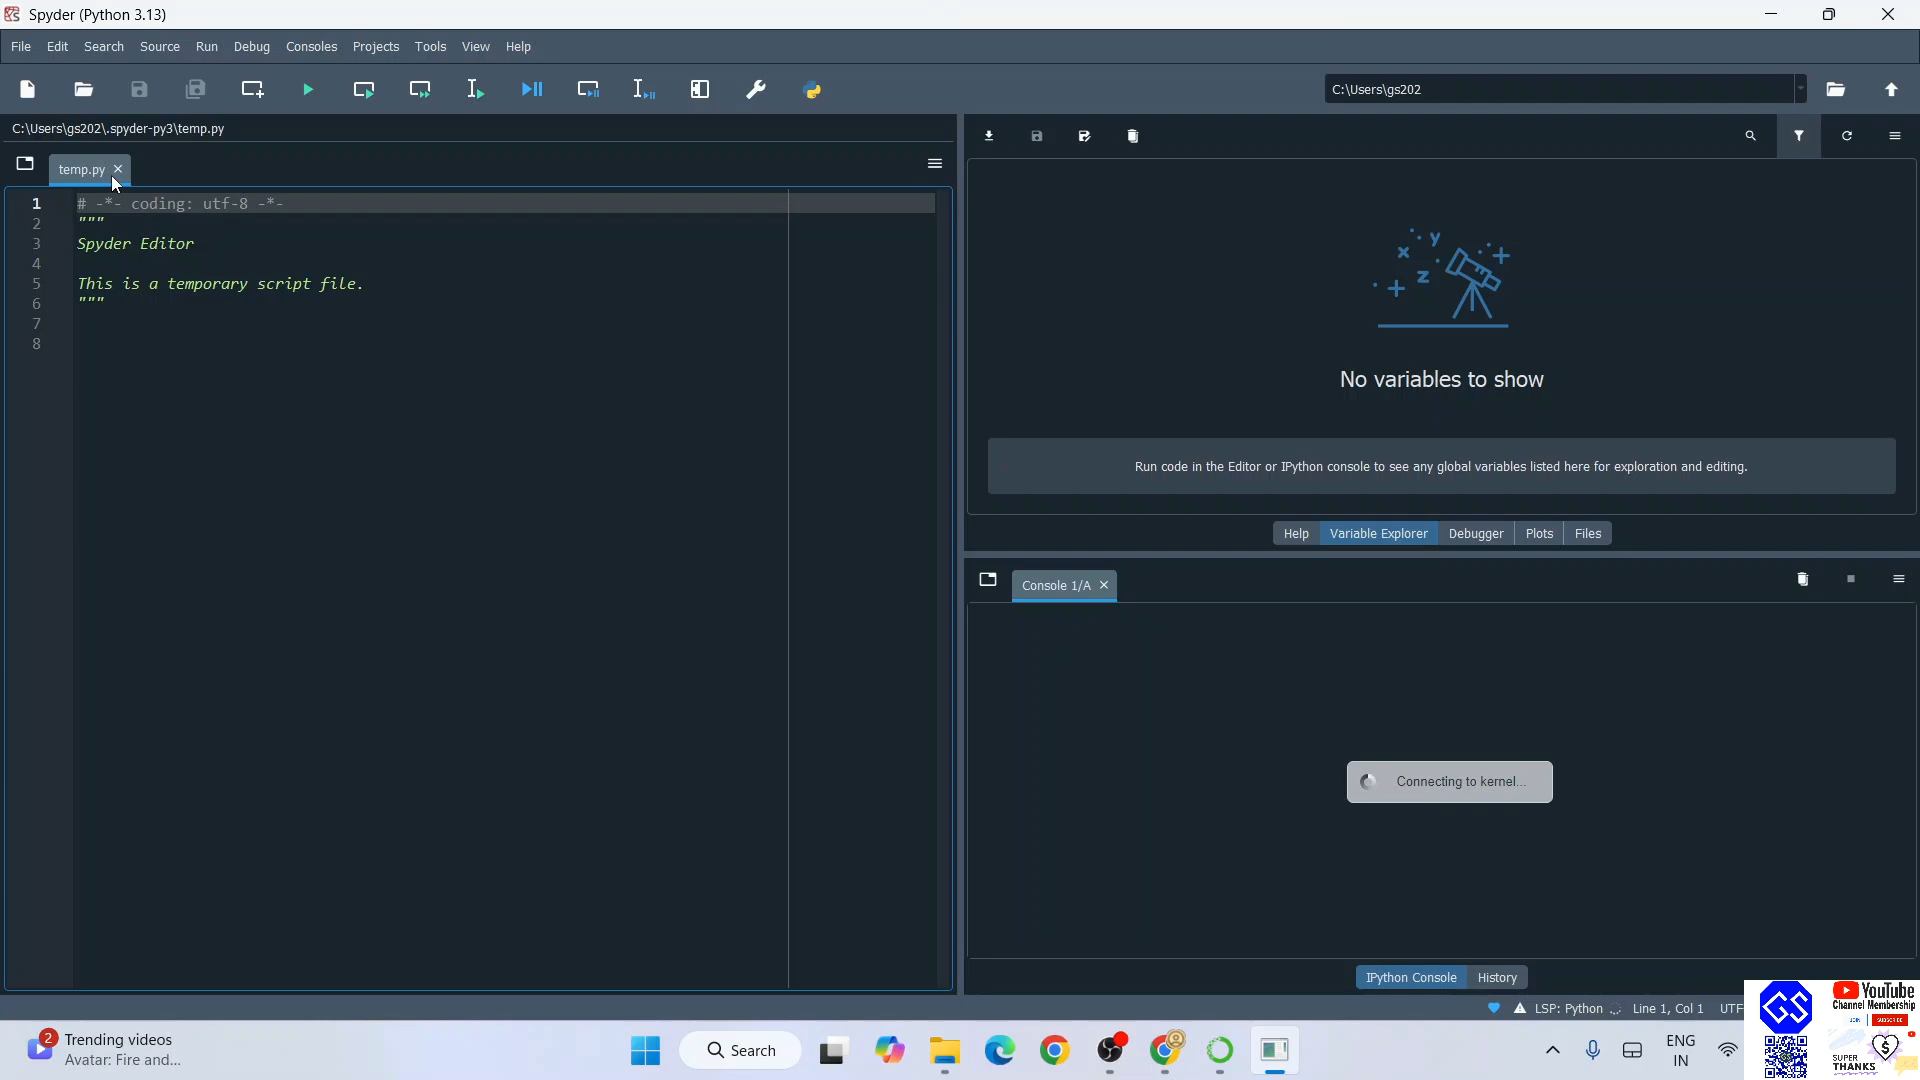 Spyder (Python 3.13)
File Edit Search Source Run Debug Consoles Projects Tools View Help
C:\Users\gs202
C:\Users\gs202\.spyder-py3\temp.py
temp.py
1 # -*- coding: utf-8 -*-
2 """
3 Spyder Editor
4
5 This is a temporary script file.
6 """
7
8
x y z
No variables to show
Run code in the Editor or IPython console to see any global variables listed here for exploration and editing.
Help Variable Explorer Debugger Plots Files
Console 1/A
Connecting to kernel...
IPython Console History
LSP: Python Line 1, Col 1 UTF
GS
YouTube
Channel Membership
JOIN SUBSCRIBE
SUPER
THANKS
2
Trending videos
Avatar: Fire and...
Search
ENG
IN